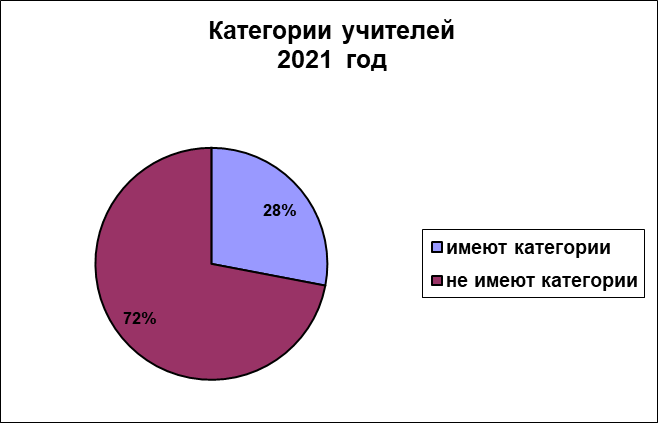 Категории учителей
2021 год
28%
72%
имеют категории
не имеют категории